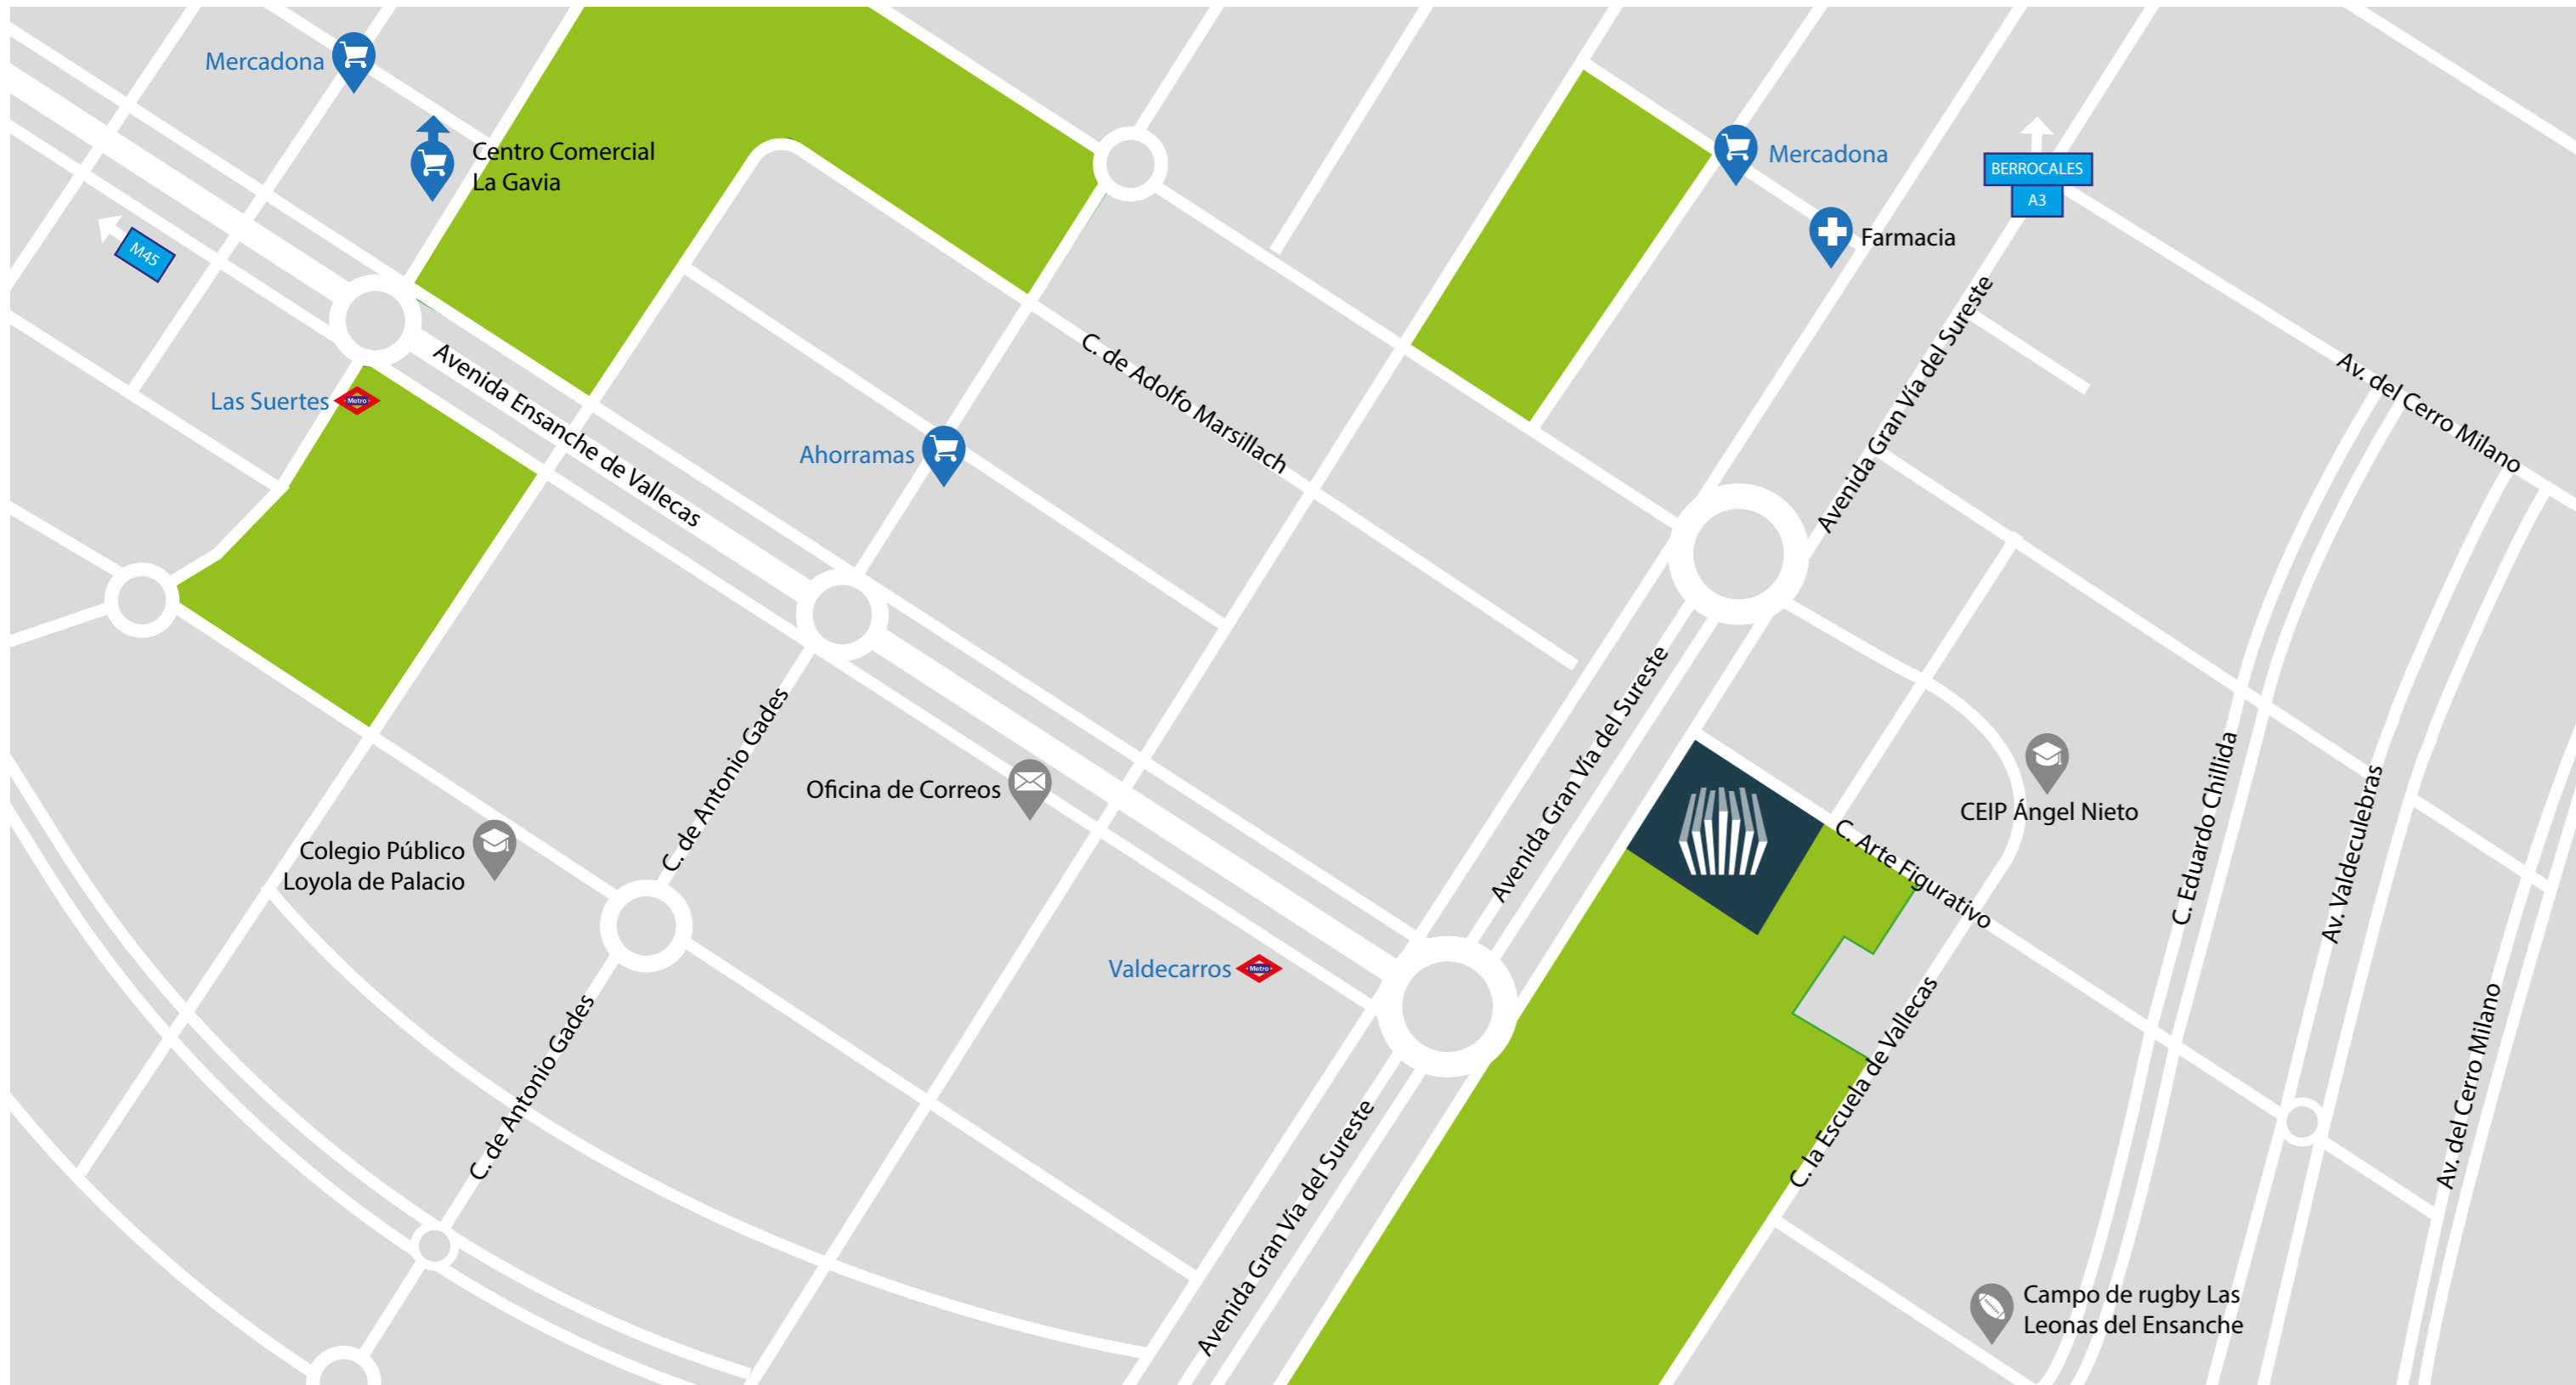 Mercadona
Centro Comercial
La Gavia
Mercadona
BERROCALES
A3
Farmacia
M45
Avenida Gran Vía del Sureste
C. de Adolfo Marsillach
Av. del Cerro Milano
Avenida Ensanche de Vallecas
Las Suertes
Metro
Ahorramas
Avenida Gran Vía del Sureste
C. de Antonio Gades
Oficina de Correos
CEIP Ángel Nieto
C. Eduardo Chillida
Av. Valdeculebras
C. Arte Figurativo
Colegio Público
Loyola de Palacio
Valdecarros
Metro
C. de Antonio Gades
C. la Escuela de Vallecas
Av. del Cerro Milano
Avenida Gran Vía del Sureste
Campo de rugby Las
Leonas del Ensanche